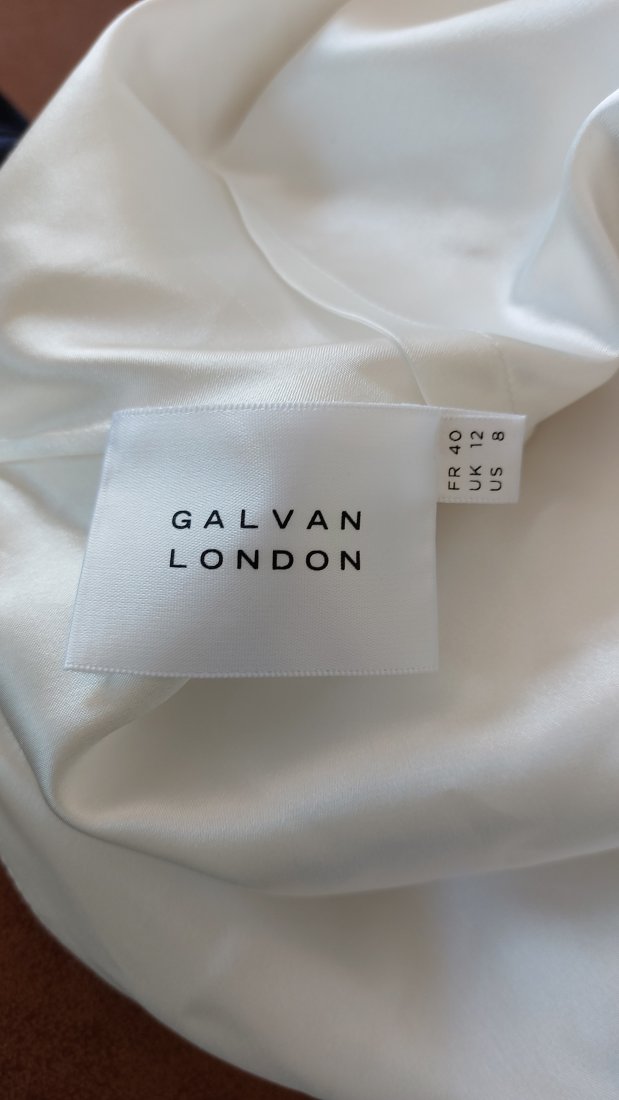 GALVAN
LONDON
FR 40
UK 12
US 8